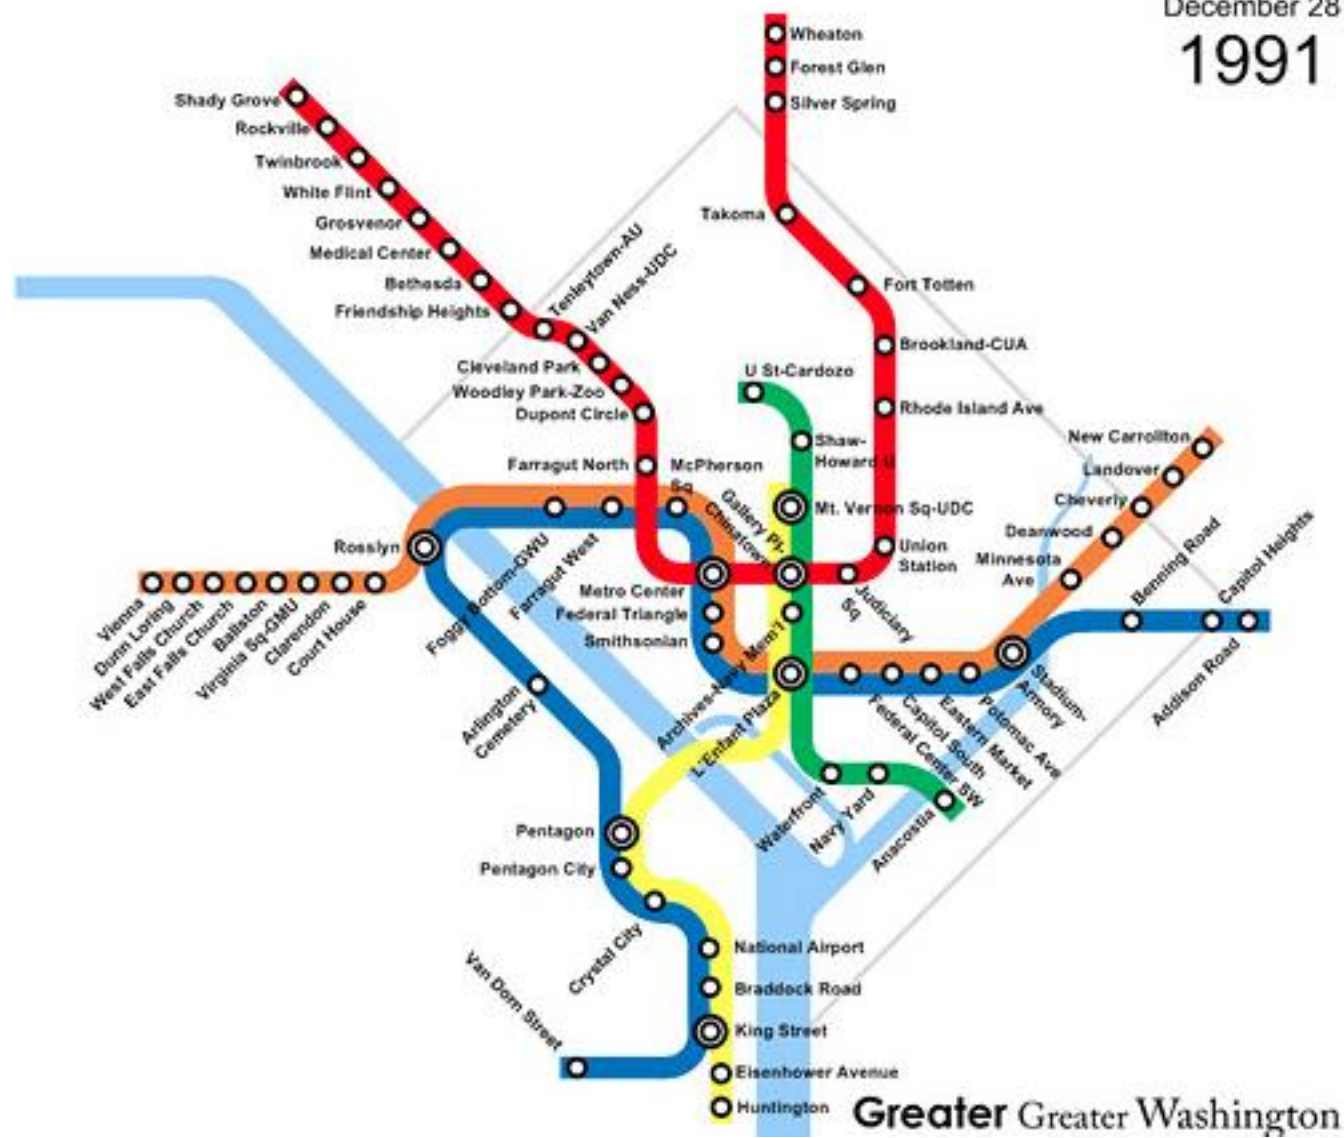 December 28
1991
Wheaton
Forest Glen
Silver Spring
Takoma
Fort Totten
Brookland-CUA
Rhode Island Ave
Union
Station
Judiciary
Sq
Shady Grove
Rockville
Twinbrook
White Flint
Grosvenor
Medical Center
Bethesda
Friendship Heights
Tenleytown-AU
Van Ness-UDC
Cleveland Park
Woodley Park-Zoo
Dupont Circle
Farragut North
McPherson
Sq
Gallery Pl-
Chinatown
U St-Cardozo
Shaw-
Howard U
Mt. Vernon Sq-UDC
New Carrollton
Landover
Cheverly
Deanwood
Minnesota
Ave
Benning Road
Capitol Heights
Addison Road
Stadium-
Armory
Potomac Ave
Eastern Market
Capitol South
Federal Center SW
Rosslyn
Vienna
Dunn Loring
West Falls Church
East Falls Church
Ballston
Virginia Sq-GMU
Clarendon
Court House
Foggy Bottom-GWU
Farragut West
Metro Center
Federal Triangle
Smithsonian
Archives-Navy Mem'l
L'Enfant Plaza
Waterfront
Navy Yard
Anacostia
Arlington
Cemetery
Pentagon
Pentagon City
Crystal City
National Airport
Braddock Road
King Street
Van Dorn Street
Eisenhower Avenue
Huntington
Greater Greater Washington